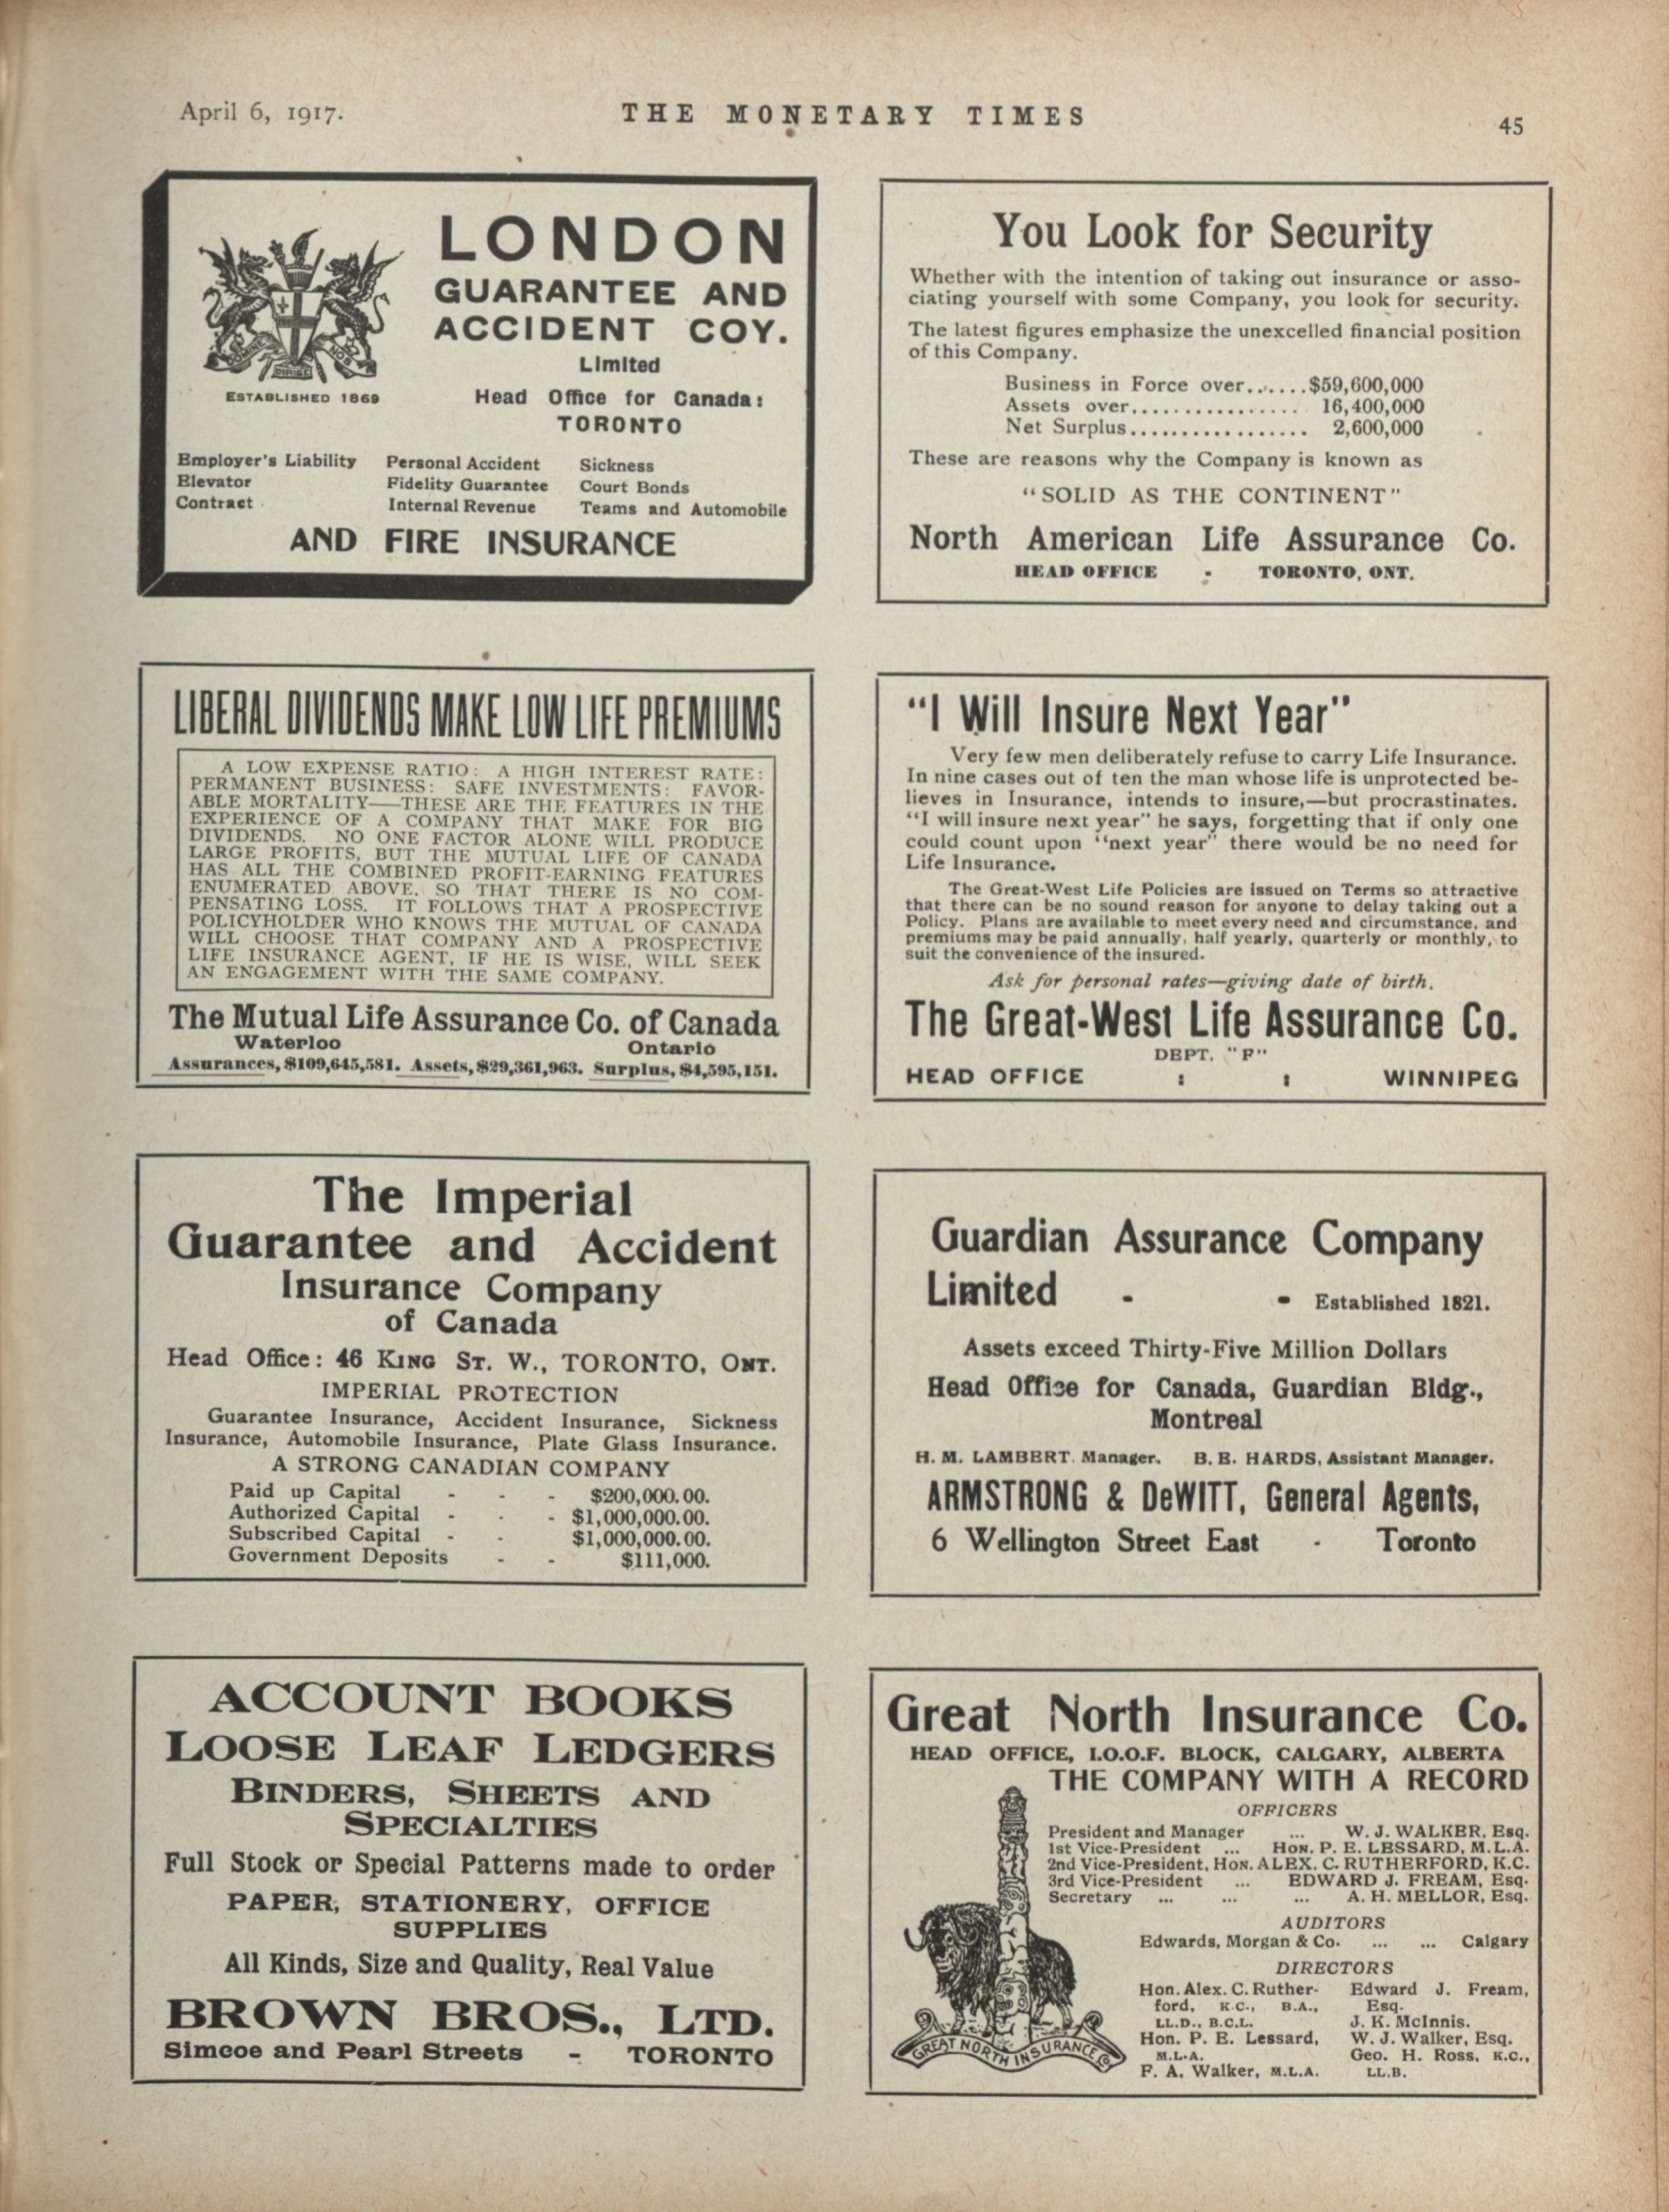 April 6, 1917.
THE MONETARY TIMES
45
LONDON
GUARANTEE AND
ACCIDENT COY.
Limited
DOMINE DIRIGE NOS
ESTABLISHED 1869
Head Office for Canada:
TORONTO
Employer's Liability Personal Accident Sickness
Elevator Fidelity Guarantee Court Bonds
Contract Internal Revenue Teams and Automobile
AND FIRE INSURANCE
You Look for Security
Whether with the intention of taking out insurance or asso-
ciating yourself with some Company, you look for security.
The latest figures emphasize the unexcelled financial position
of this Company.
Business in Force over.......$59,600,000
Assets over................ 16,400,000
Net Surplus................. 2,600,000
These are reasons why the Company is known as
"SOLID AS THE CONTINENT"
North American Life Assurance Co.
HEAD OFFICE - TORONTO, ONT.
LIBERAL DIVIDENDS MAKE LOW LIFE PREMIUMS
A LOW EXPENSE RATIO: A HIGH INTEREST RATE:
PERMANENT BUSINESS: SAFE INVESTMENTS: FAVOR-
ABLE MORTALITY—THESE ARE THE FEATURES IN THE
EXPERIENCE OF A COMPANY THAT MAKE FOR BIG
DIVIDENDS. NO ONE FACTOR ALONE WILL PRODUCE
LARGE PROFITS, BUT THE MUTUAL LIFE OF CANADA
HAS ALL THE COMBINED PROFIT-EARNING FEATURES
ENUMERATED ABOVE, SO THAT THERE IS NO COM-
PENSATING LOSS. IT FOLLOWS THAT A PROSPECTIVE
POLICYHOLDER WHO KNOWS THE MUTUAL OF CANADA
WILL CHOOSE THAT COMPANY AND A PROSPECTIVE
LIFE INSURANCE AGENT, IF HE IS WISE, WILL SEEK
AN ENGAGEMENT WITH THE SAME COMPANY.
The Mutual Life Assurance Co. of Canada
Waterloo Ontario
Assurances, $109,645,581. Assets, $29,361,963. Surplus, $4,595,151.
"I Will Insure Next Year"
Very few men deliberately refuse to carry Life Insurance.
In nine cases out of ten the man whose life is unprotected be-
lieves in Insurance, intends to insure,—but procrastinates.
"I will insure next year" he says, forgetting that if only one
could count upon "next year" there would be no need for
Life Insurance.
The Great-West Life Policies are issued on Terms so attractive
that there can be no sound reason for anyone to delay taking out a
Policy. Plans are available to meet every need and circumstance, and
premiums may be paid annually, half yearly, quarterly or monthly, to
suit the convenience of the insured.
Ask for personal rates—giving date of birth.
The Great-West Life Assurance Co.
DEPT. "F"
HEAD OFFICE : : WINNIPEG
The Imperial
Guarantee and Accident
Insurance Company
of Canada
Head Office: 46 KING ST. W., TORONTO, ONT.
IMPERIAL PROTECTION
Guarantee Insurance, Accident Insurance, Sickness
Insurance, Automobile Insurance, Plate Glass Insurance.
A STRONG CANADIAN COMPANY
Paid up Capital - - - $200,000.00.
Authorized Capital - - - $1,000,000.00.
Subscribed Capital - - $1,000,000.00.
Government Deposits - - $111,000.
Guardian Assurance Company
Limited - - Established 1821.
Assets exceed Thirty-Five Million Dollars
Head Office for Canada, Guardian Bldg.,
Montreal
H. M. LAMBERT. Manager. B. E. HARDS, Assistant Manager.
ARMSTRONG & DeWITT, General Agents,
6 Wellington Street East - Toronto
ACCOUNT BOOKS
LOOSE LEAF LEDGERS
BINDERS, SHEETS AND
SPECIALTIES
Full Stock or Special Patterns made to order
PAPER, STATIONERY, OFFICE
SUPPLIES
All Kinds, Size and Quality, Real Value
BROWN BROS., LTD.
Simcoe and Pearl Streets - TORONTO
Great North Insurance Co.
HEAD OFFICE, I.O.O.F. BLOCK, CALGARY, ALBERTA
THE COMPANY WITH A RECORD
OFFICERS
President and Manager ... W. J. WALKER, Esq.
1st Vice-President ... HON. P. E. LESSARD, M.L.A.
2nd Vice-President, HON. ALEX. C. RUTHERFORD, K.C.
3rd Vice-President ... EDWARD J. FREAM, Esq.
Secretary ... ... ... A. H. MELLOR, Esq.
AUDITORS
Edwards, Morgan & Co. ... ... Calgary
DIRECTORS
Hon. Alex. C. Ruther- Edward J. Fream,
ford, K.C., B.A., Esq.
LL.D., B.C.L. J. K. McInnis.
Hon. P. E. Lessard, W. J. Walker, Esq.
M.L.A. Geo. H. Ross, K.C.,
F. A. Walker, M.L.A. LL.B.
GREAT NORTH INSURANCE Co